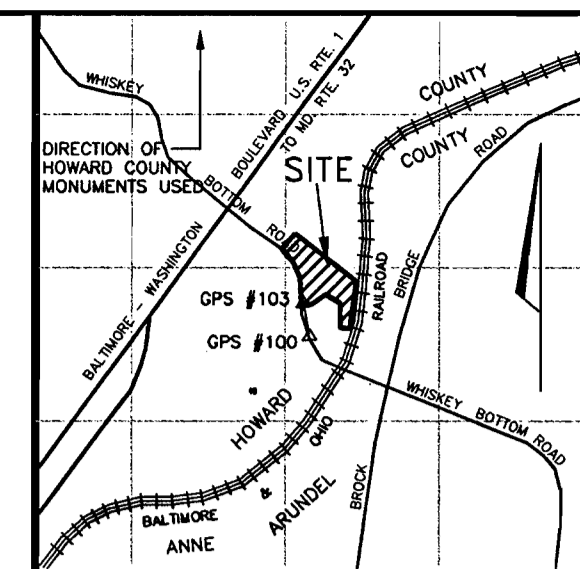 WHISKEY BOTTOM ROAD
DIRECTION OF
HOWARD COUNTY
MONUMENTS USED
BALTIMORE - WASHINGTON BOULEVARD U.S. RTE. 1
TO MD. RTE. 32
SITE
COUNTY
COUNTY
GPS #103
GPS #100
BALTIMORE & OHIO RAILROAD
BROCK BRIDGE ROAD
WHISKEY BOTTOM ROAD
HOWARD
ANNE ARUNDEL